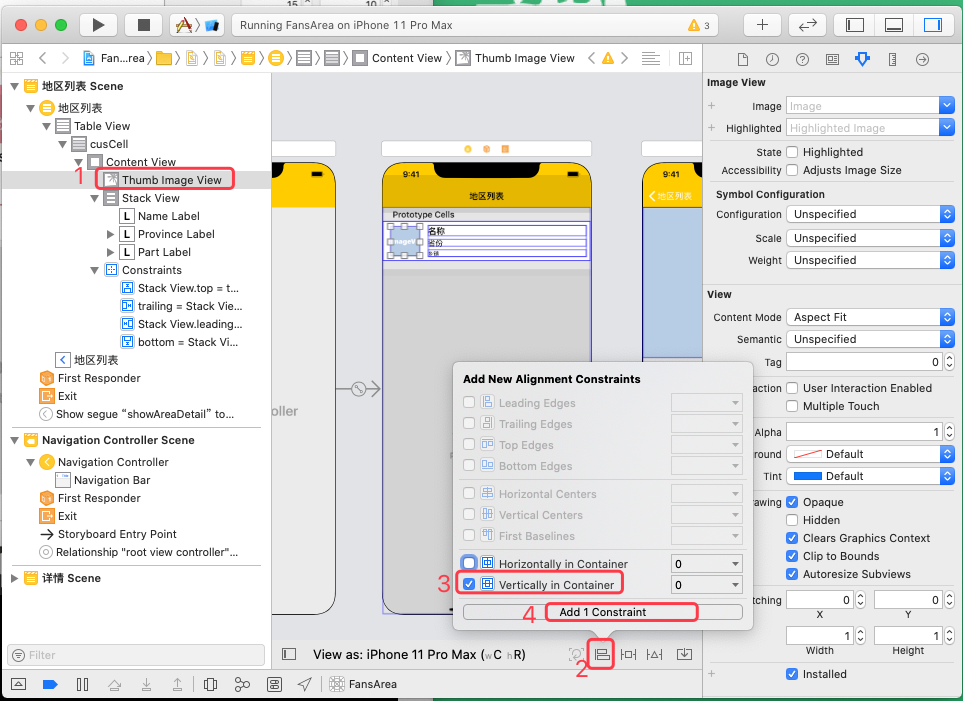 15
10
Running FansArea on iPhone 11 Pro Max
3
Fan...rea
Content View
Thumb Image View
地区列表 Scene
地区列表
Table View
cusCell
Content View
1
Thumb Image View
Stack View
L Name Label
L Province Label
L Part Label
Constraints
Stack View.top = t...
trailing = Stack Vie...
Stack View.leading...
bottom = Stack Vi...
地区列表
First Responder
Exit
Show segue “showAreaDetail” to...
Navigation Controller Scene
Navigation Controller
Navigation Bar
First Responder
Exit
Storyboard Entry Point
Relationship "root view controller"...
详情 Scene
Filter
oller
9:41
地区列表
Prototype Cells
名称
省份
9:41
地区列表
Add New Alignment Constraints
Leading Edges
Trailing Edges
Top Edges
Bottom Edges
Horizontal Centers
Vertical Centers
First Baselines
Horizontally in Container 0
3
Vertically in Container 0
4
Add 1 Constraint
View as: iPhone 11 Pro Max (wC hR)
2
FansArea
Image View
Image Image
Highlighted Highlighted Image
State Highlighted
Accessibility Adjusts Image Size
Symbol Configuration
Configuration Unspecified
Scale Unspecified
Weight Unspecified
View
Content Mode Aspect Fit
Semantic Unspecified
Tag 0
action User Interaction Enabled
Multiple Touch
Alpha 1
ound Default
Tint Default
awing Opaque
Hidden
Clears Graphics Context
Clip to Bounds
Autoresize Subviews
tching 0 0
X Y
1 1
Width Height
Installed